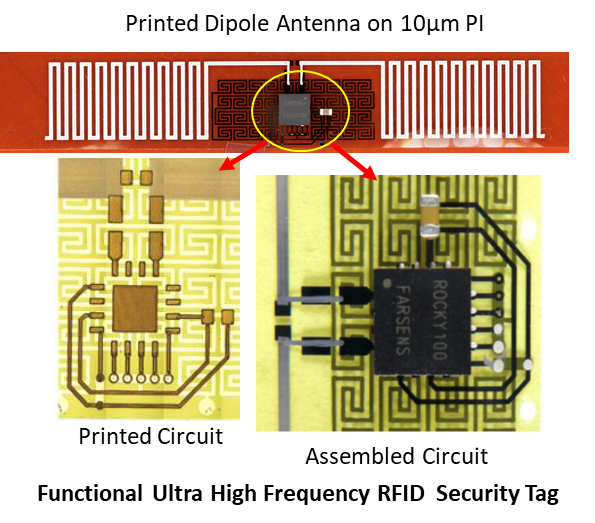 Printed Dipole Antenna on 10µm PI
Printed Circuit
ROCKY100
FARSENS
Assembled Circuit
Functional Ultra High Frequency RFID Security Tag